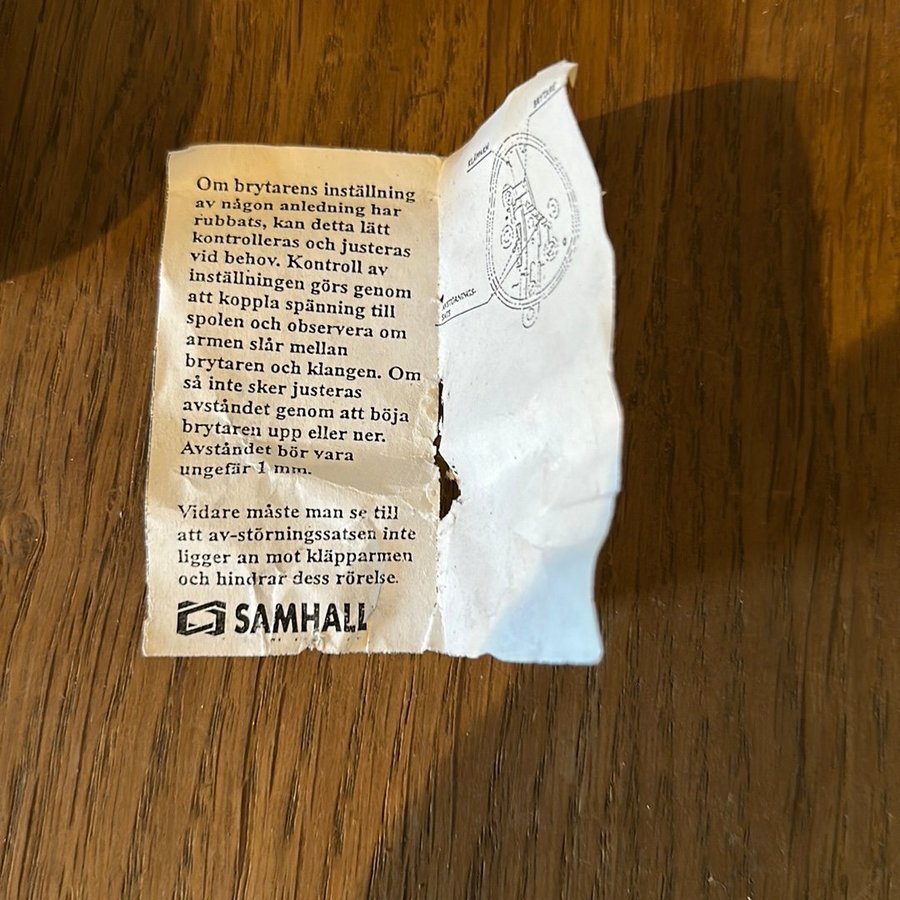 Om brytarens inställning
av någon anledning har
rubbats, kan detta lätt
kontrolleras och justeras
vid behov. Kontroll av
inställningen görs genom
att koppla spänning till
spolen och observera om
armen slår mellan
brytaren och klangen. Om
så inte sker justeras
avståndet genom att böja
brytaren upp eller ner.
Avståndet bör vara
ungefär 1 mm.
Vidare måste man se till
att av-störningssatsen inte
ligger an mot kläpparmen
och hindrar dess rörelse.
SAMHALL
BRYTARE
AVSTÖRNINGS-
SATS